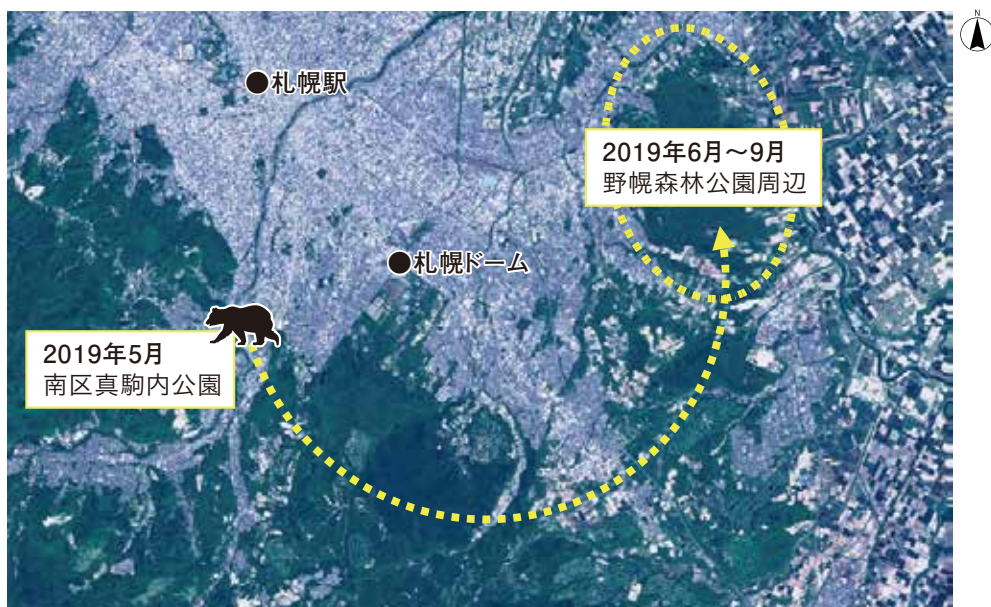 N
●札幌駅
2019年6月～9月
野幌森林公園周辺
●札幌ドーム
2019年5月
南区真駒内公園